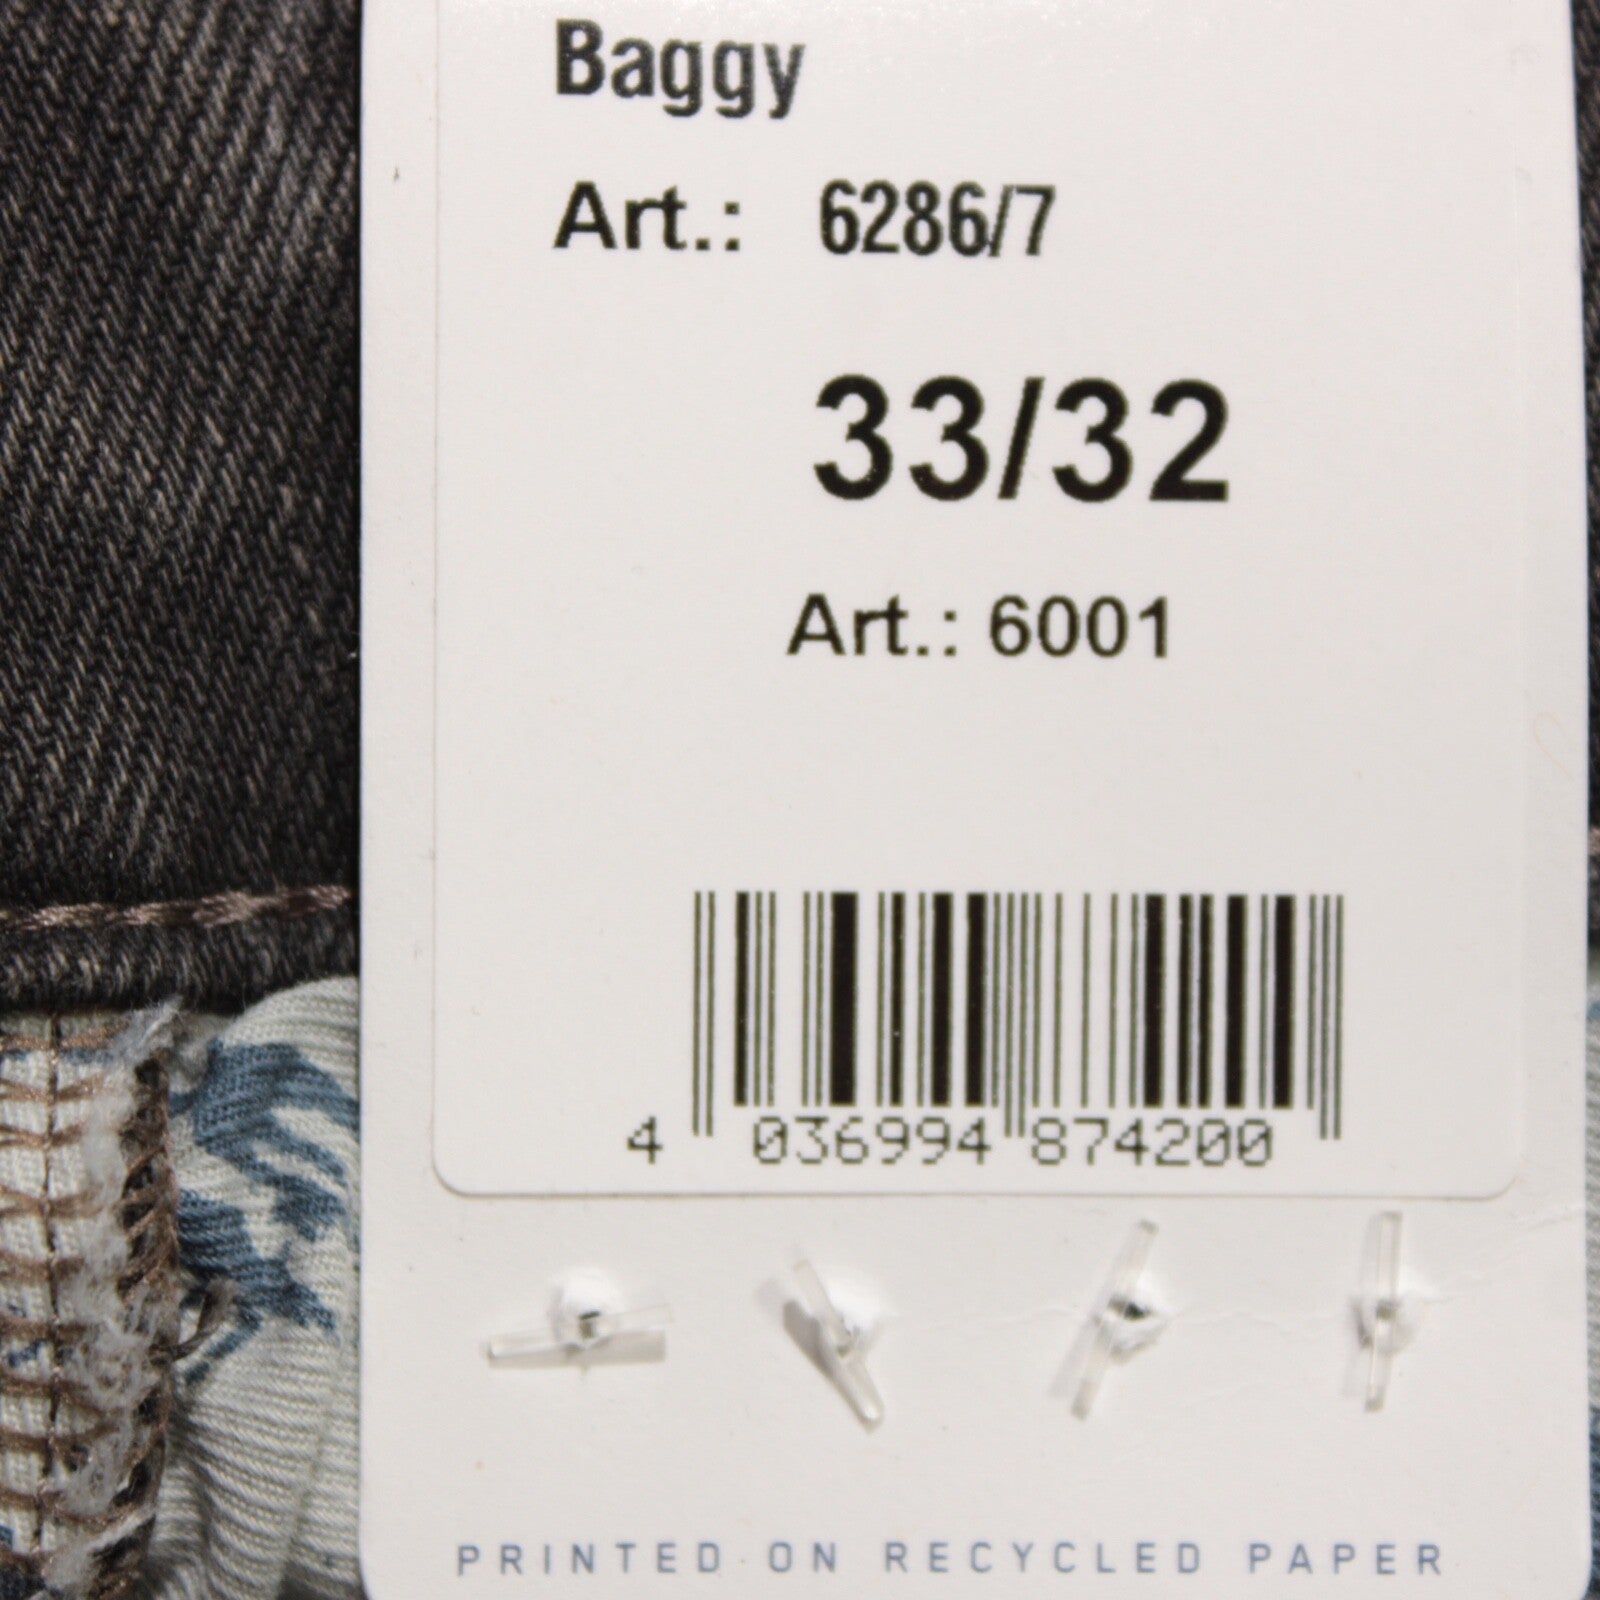 Baggy
Art.: 6286/7
33/32
Art.: 6001
4 036994 874200
PRINTED ON RECYCLED PAPER